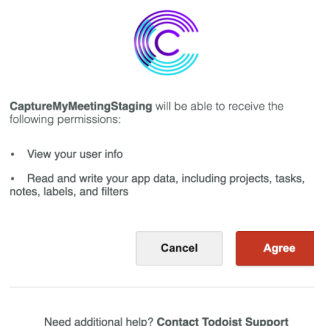 CaptureMyMeetingStaging will be able to receive the
following permissions:
• View your user info
• Read and write your app data, including projects, tasks,
notes, labels, and filters
Cancel Agree
Need additional help? Contact Todoist Support